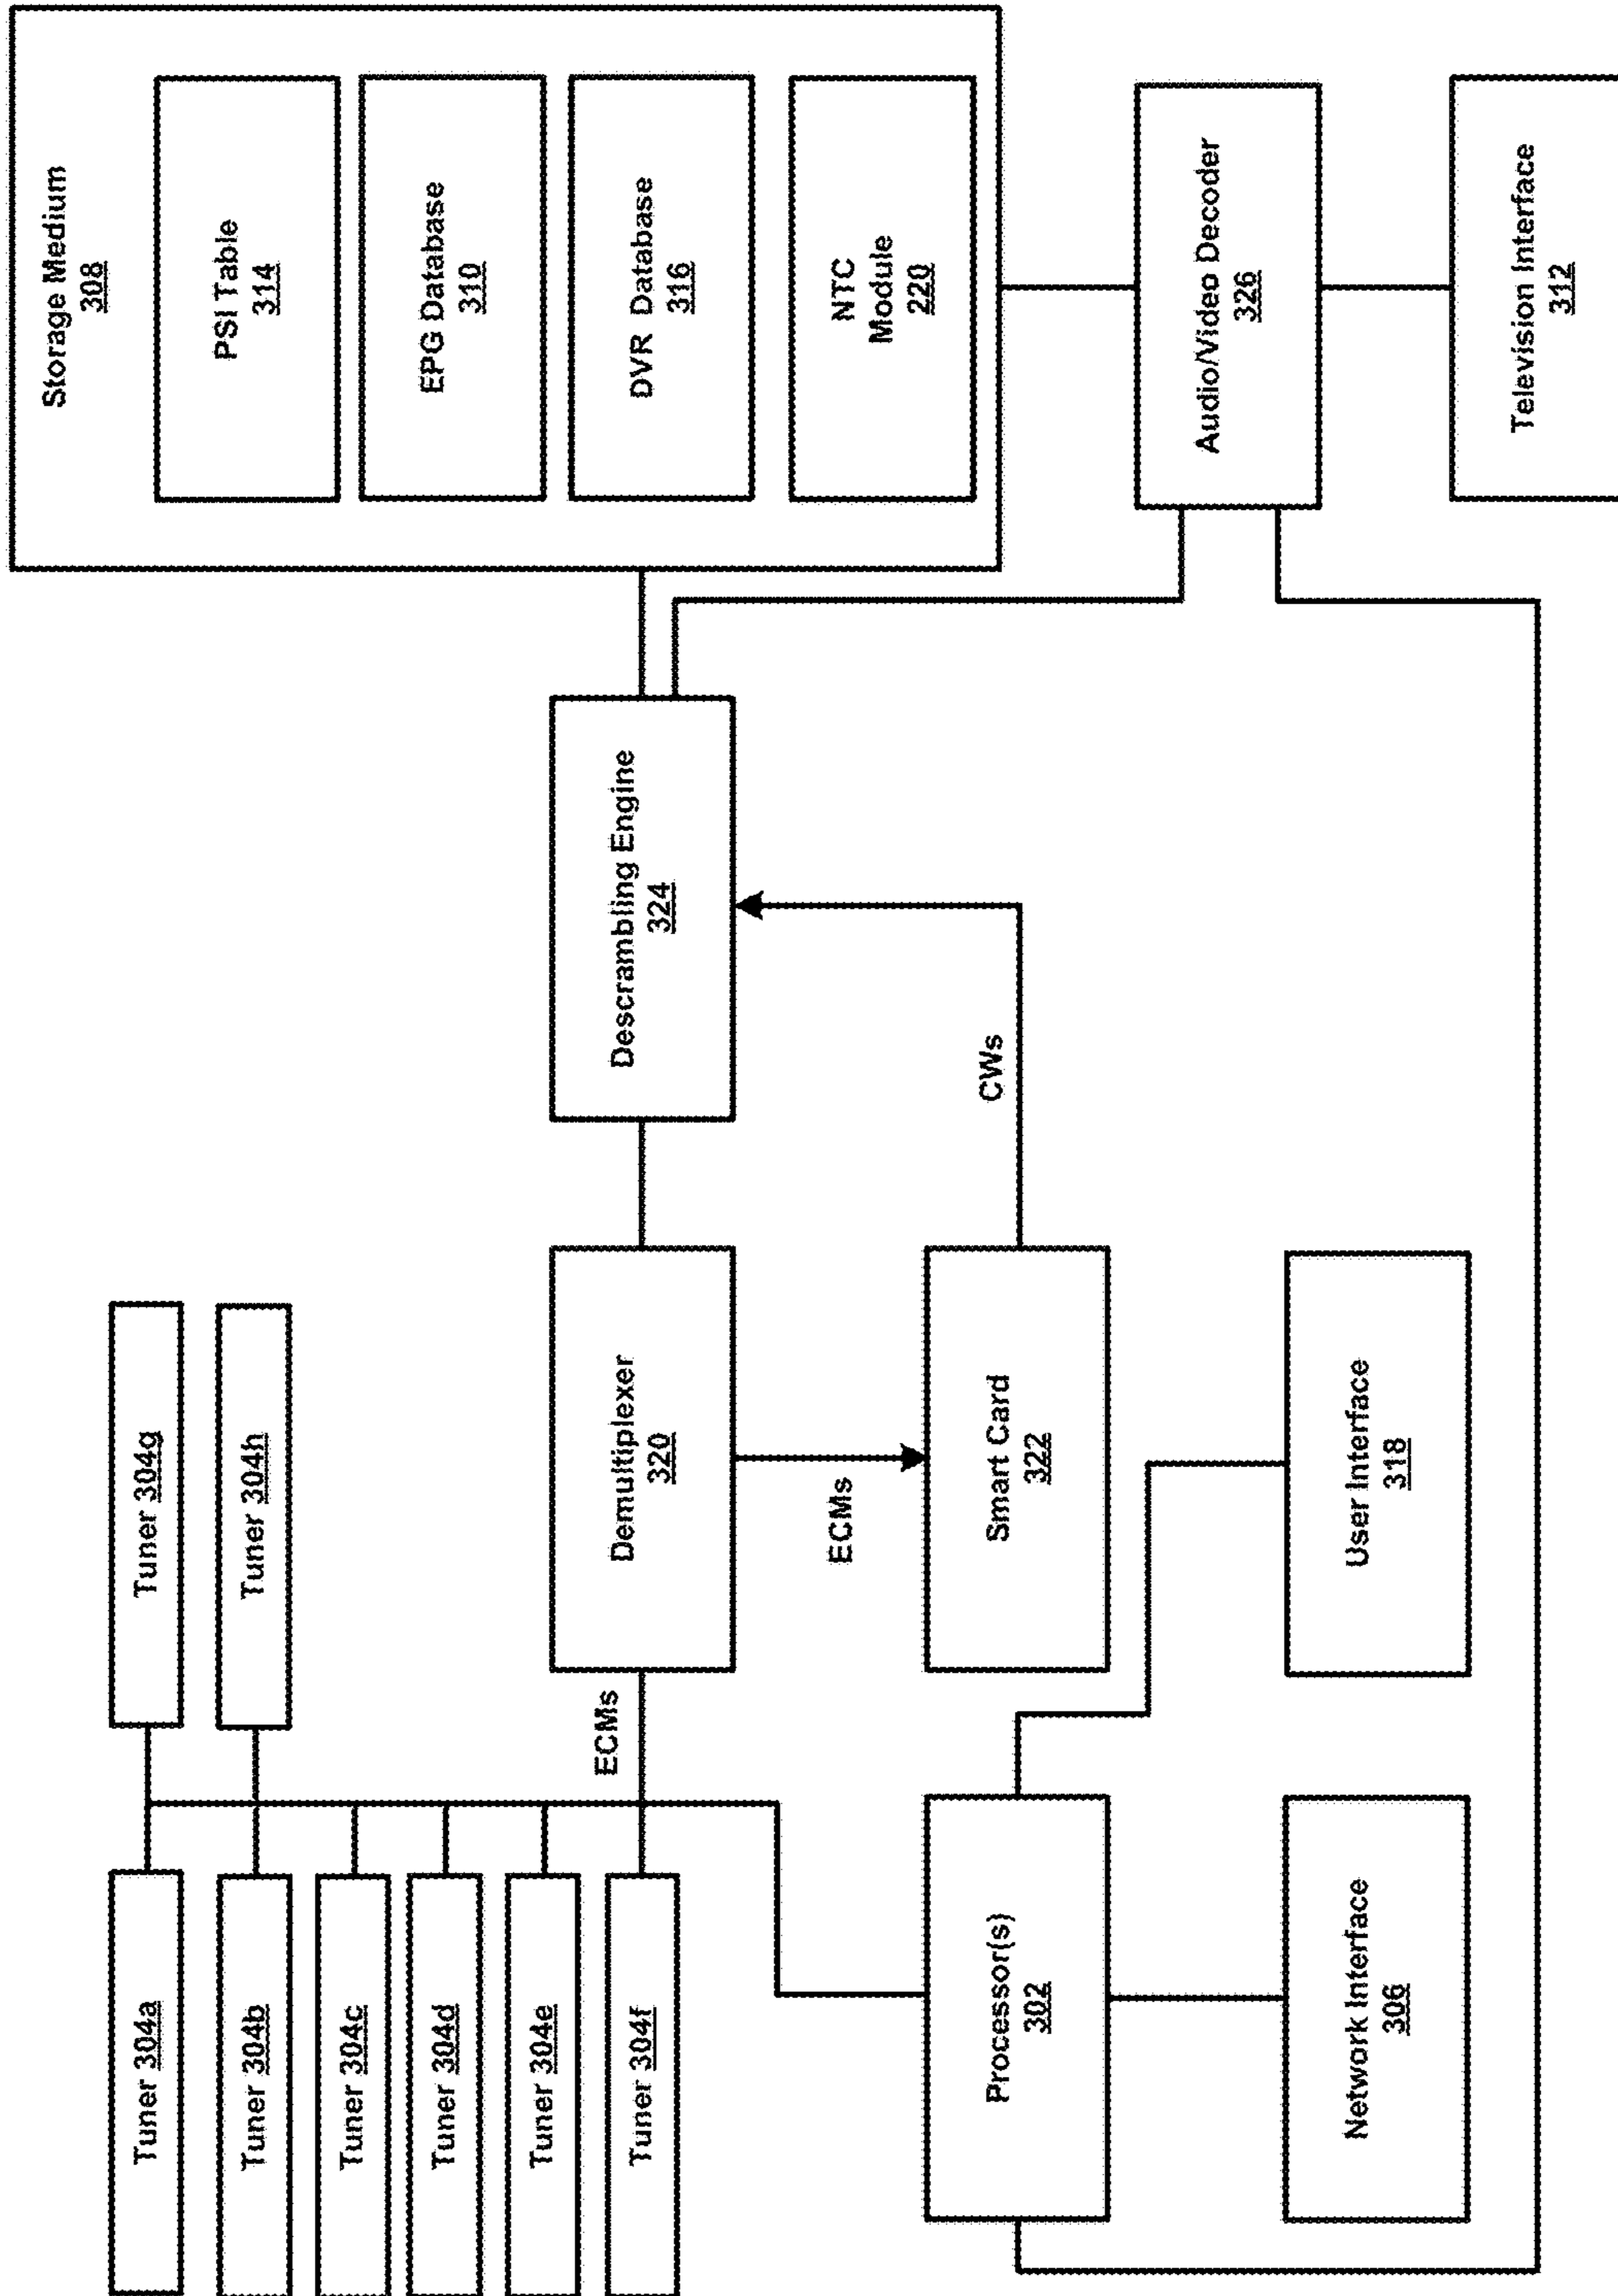 Tuner 304a
Tuner 304b
Tuner 304c
Tuner 304d
Tuner 304e
Tuner 304f
Tuner 304g
Tuner 304h
ECMs
Demultiplexer
320
ECMs
Smart Card
322
CWs
Descrambling Engine
324
Processor(s)
302
Network Interface
306
User Interface
318
Storage Medium
308
PSI Table
314
EPG Database
310
DVR Database
316
NTC
Module
220
Audio/Video Decoder
326
Television Interface
312